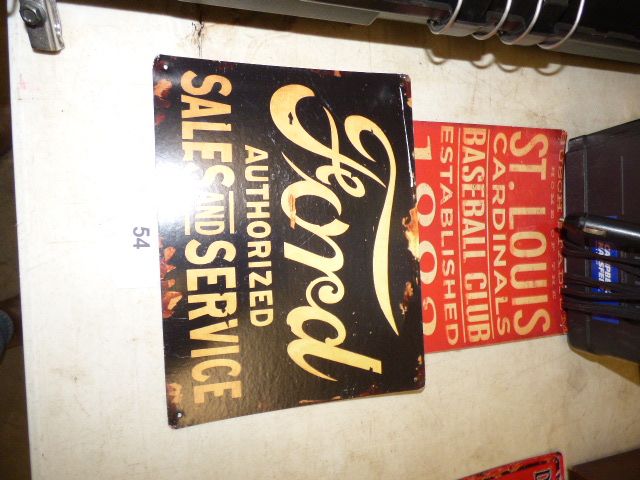 Ford
AUTHORIZED
SALES AND SERVICE
54
ST. LOUIS
CARDINALS
BASEBALL CLUB
ESTABLISHED